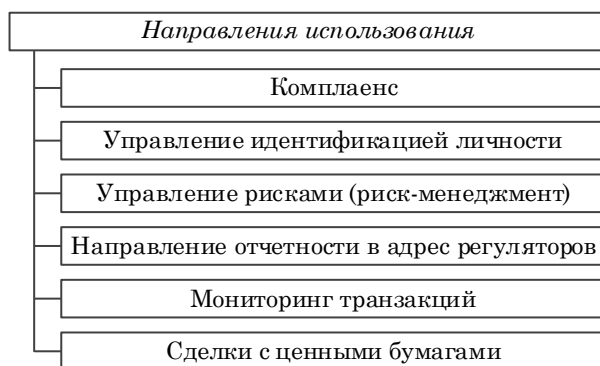 Направления использования
Комплаенс
Управление идентификацией личности
Управление рисками (риск-менеджмент)
Направление отчетности в адрес регуляторов
Мониторинг транзакций
Сделки с ценными бумагами